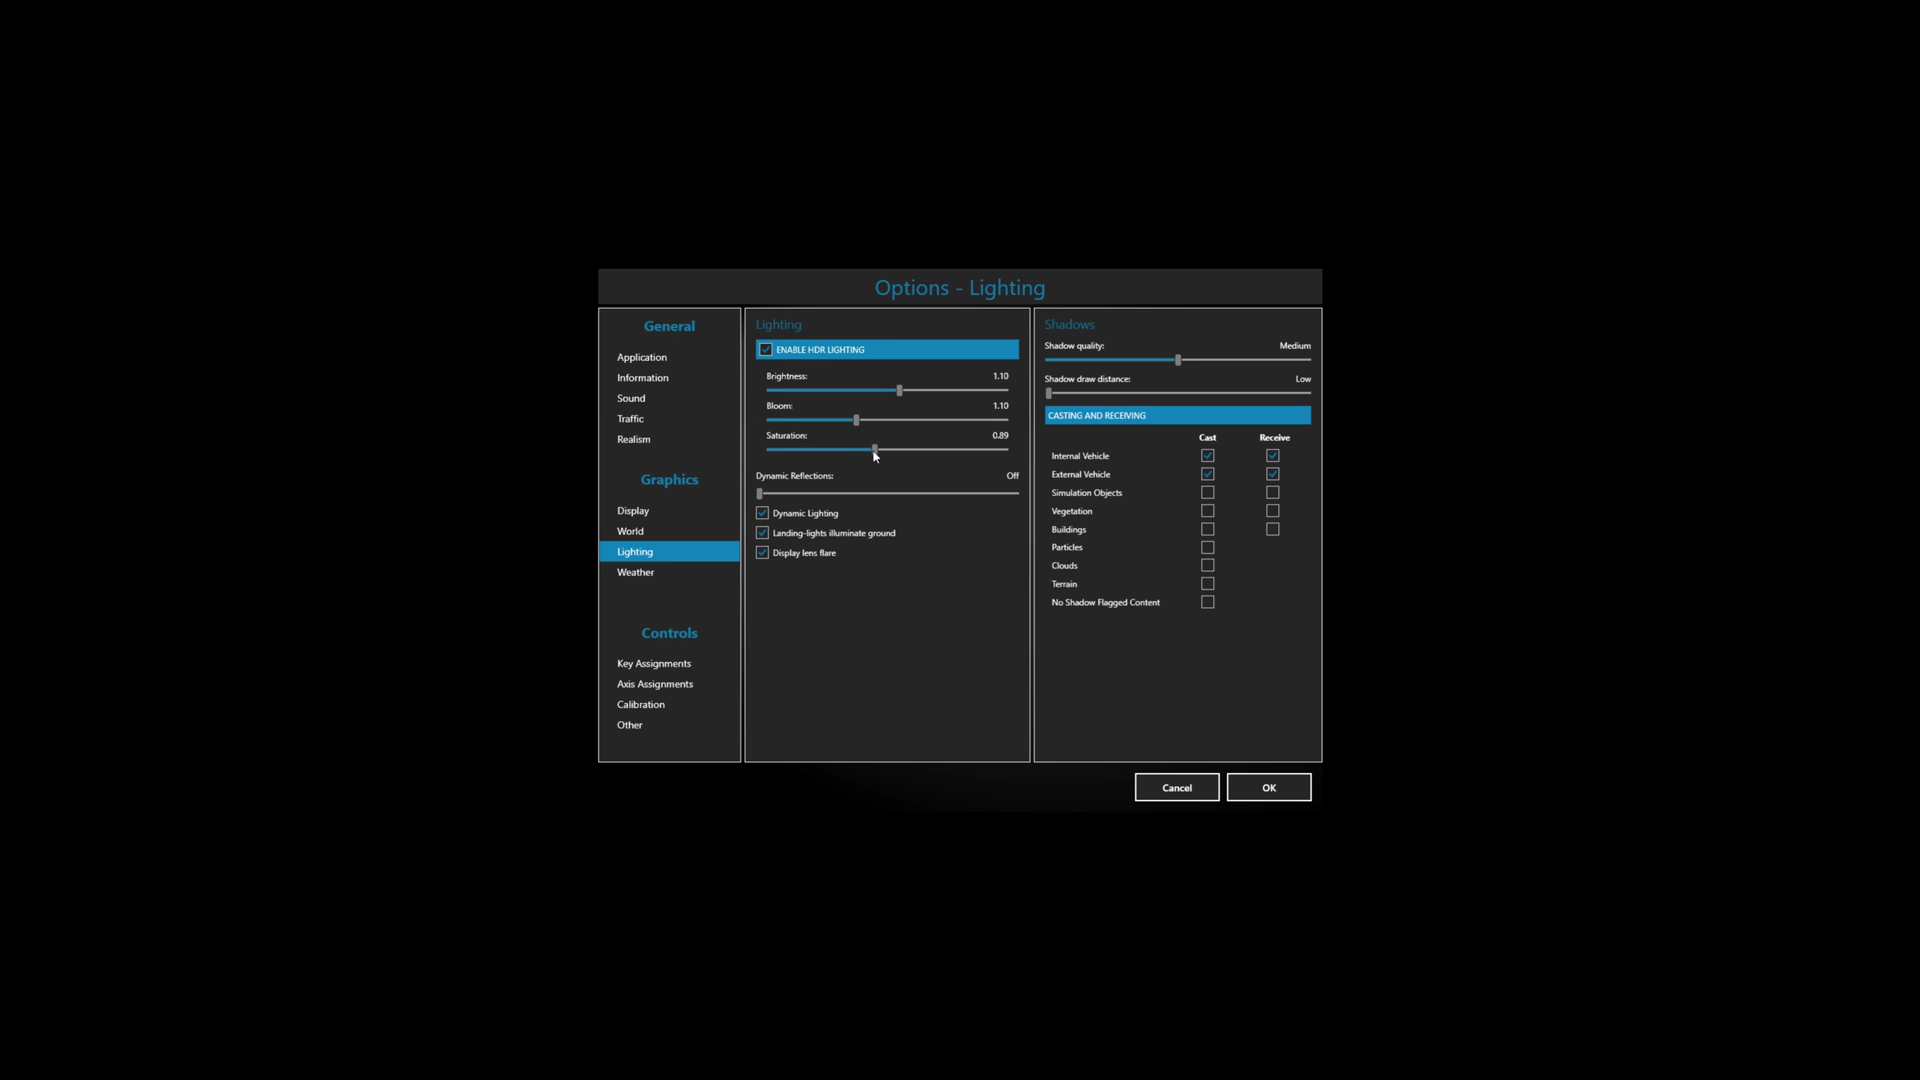 Options - Lighting
General
Application
Information
Sound
Traffic
Realism
Graphics
Display
World
Lighting
Weather
Controls
Key Assignments
Axis Assignments
Calibration
Other
Lighting
ENABLE HDR LIGHTING
Brightness: 1.10
Bloom: 1.10
Saturation: 0.89
Dynamic Reflections: Off
Dynamic Lighting
Landing-lights illuminate ground
Display lens flare
Shadows
Shadow quality: Medium
Shadow draw distance: Low
CASTING AND RECEIVING
Cast Receive
Internal Vehicle
External Vehicle
Simulation Objects
Vegetation
Buildings
Particles
Clouds
Terrain
No Shadow Flagged Content
Cancel OK